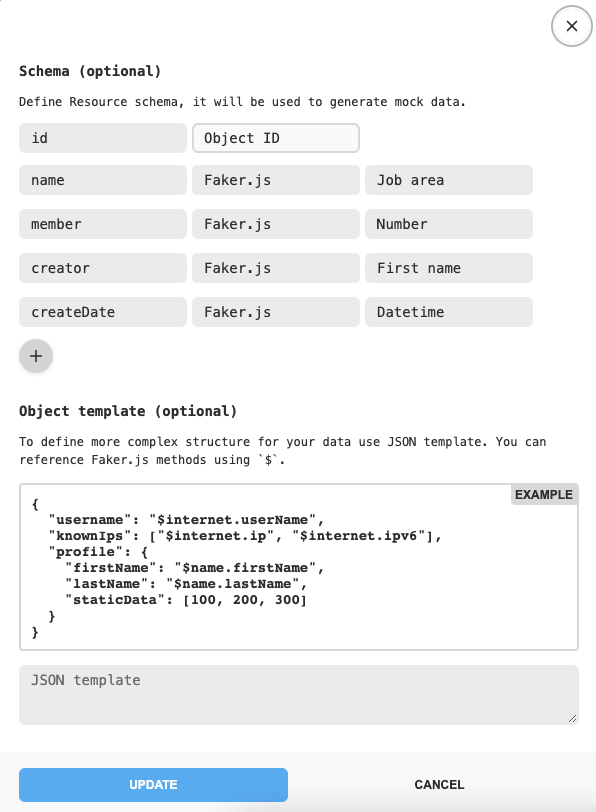 Schema (optional)
Define Resource schema, it will be used to generate mock data.
id Object ID
name Faker.js Job area
member Faker.js Number
creator Faker.js First name
createDate Faker.js Datetime
+
Object template (optional)
To define more complex structure for your data use JSON template. You can
reference Faker.js methods using `$`.
EXAMPLE
{
  "username": "$internet.userName",
  "knownIps": ["$internet.ip", "$internet.ipv6"],
  "profile": {
    "firstName": "$name.firstName",
    "lastName": "$name.lastName",
    "staticData": [100, 200, 300]
  }
}
JSON template
UPDATE CANCEL